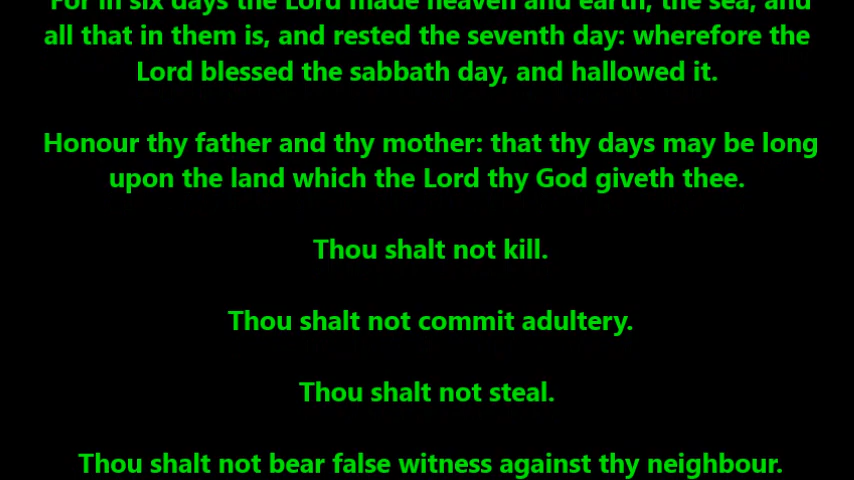 For in six days the Lord made heaven and earth, the sea, and
all that in them is, and rested the seventh day: wherefore the
Lord blessed the sabbath day, and hallowed it.
Honour thy father and thy mother: that thy days may be long
upon the land which the Lord thy God giveth thee.
Thou shalt not kill.
Thou shalt not commit adultery.
Thou shalt not steal.
Thou shalt not bear false witness against thy neighbour.